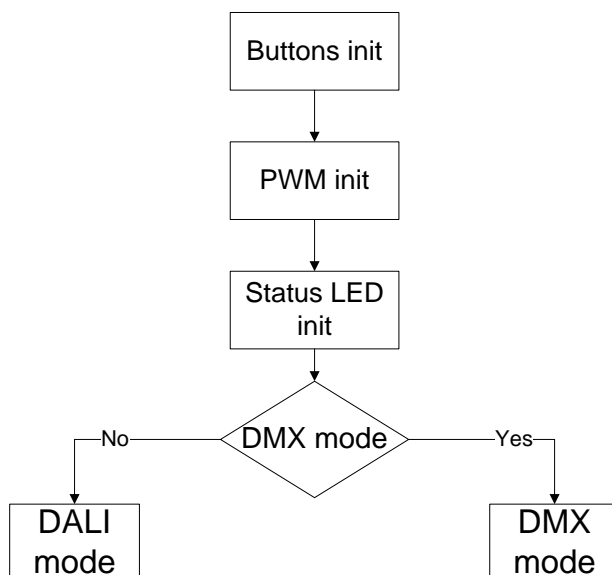 Buttons init
PWM init
Status LED
init
DMX mode
No
Yes
DALI
mode
DMX
mode